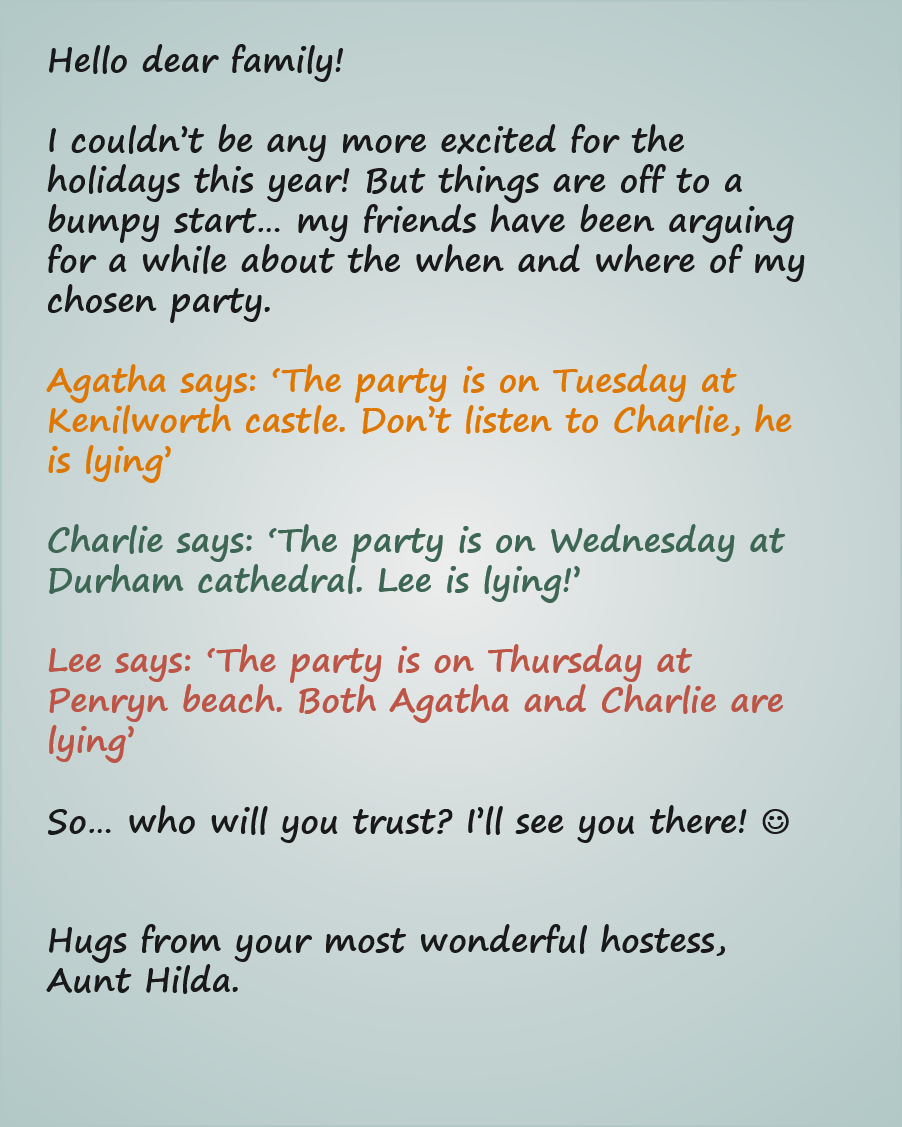 Hello dear family!
I couldn’t be any more excited for the
holidays this year! But things are off to a
bumpy start... my friends have been arguing
for a while about the when and where of my
chosen party.
Agatha says: ‘The party is on Tuesday at
Kenilworth castle. Don’t listen to Charlie, he
is lying’
Charlie says: ‘The party is on Wednesday at
Durham cathedral. Lee is lying!’
Lee says: ‘The party is on Thursday at
Penryn beach. Both Agatha and Charlie are
lying’
So... who will you trust? I’ll see you there! ☺
Hugs from your most wonderful hostess,
Aunt Hilda.